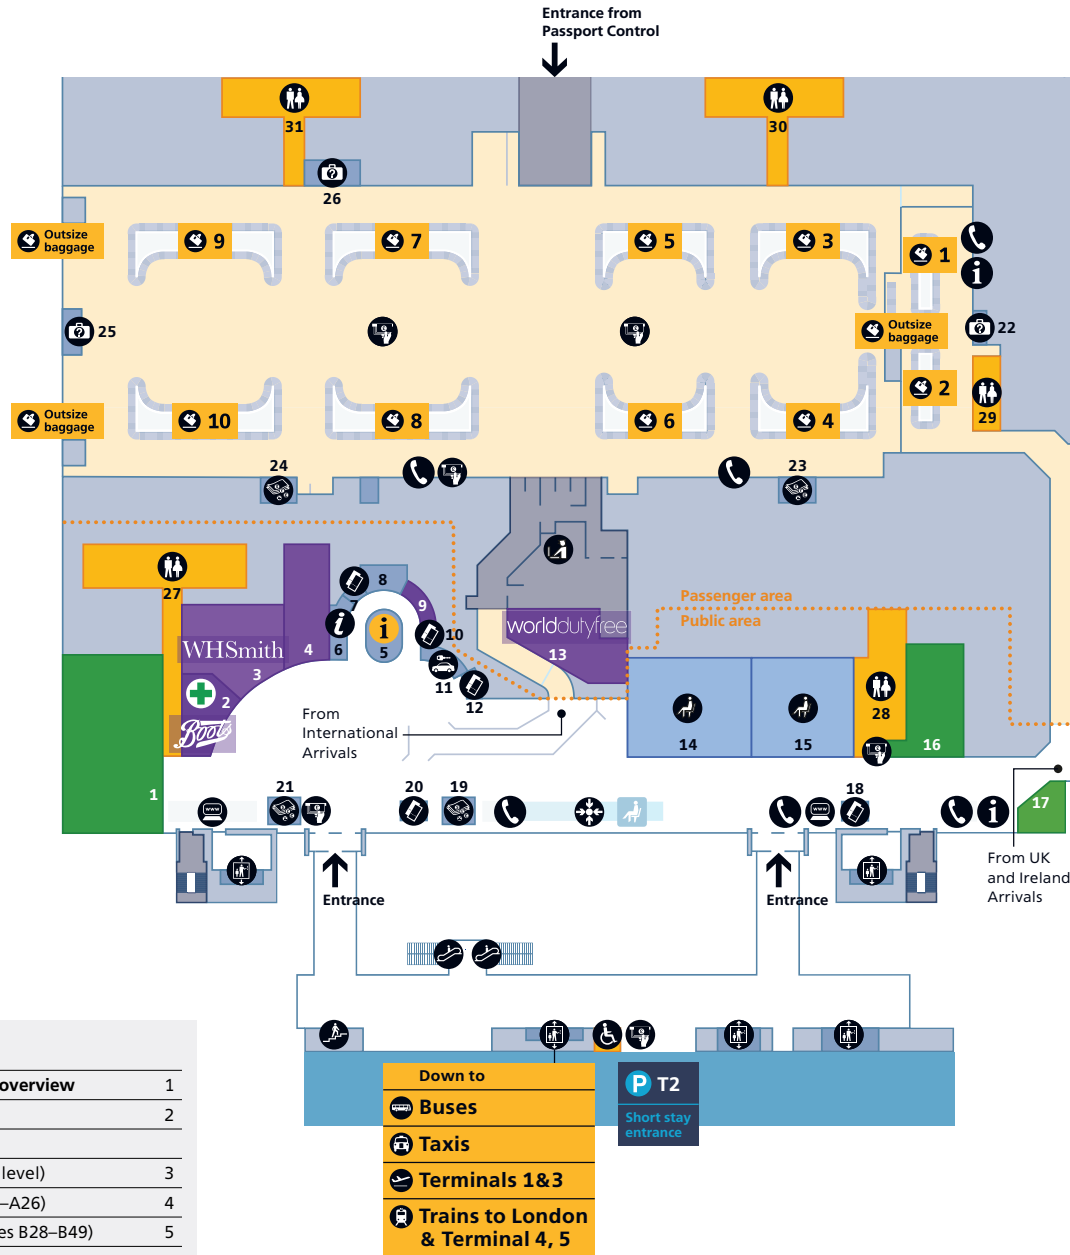 Entrance from
Passport Control
31
30
26
Outsize
baggage
9
7
5
3
1
25
Outsize
baggage
22
Outsize
baggage
10
8
6
4
2
29
24
23
27
8
7
9
10
6
5
11
12
WHSmith
4
3
2
Boots
1
worlddutyfree
13
Passenger area
Public area
From
International
Arrivals
14
15
28
16
17
21
20
19
18
www
www
Entrance
Entrance
From UK
and Ireland
Arrivals
overview 1
2
level) 3
–A26) 4
es B28–B49) 5
Down to
Buses
Taxis
Terminals 1&3
Trains to London
& Terminal 4, 5
P T2
Short stay
entrance